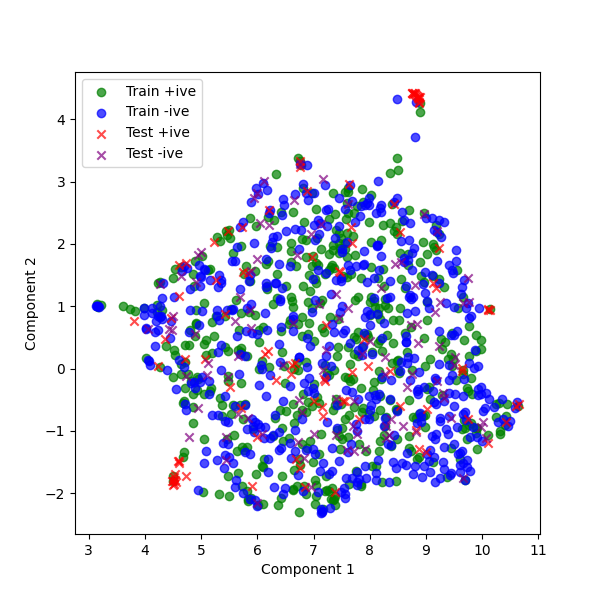 Train +ive
Train -ive
Test +ive
Test -ive
Component 2
4
3
2
1
0
−1
−2
3 4 5 6 7 8 9 10 11
Component 1